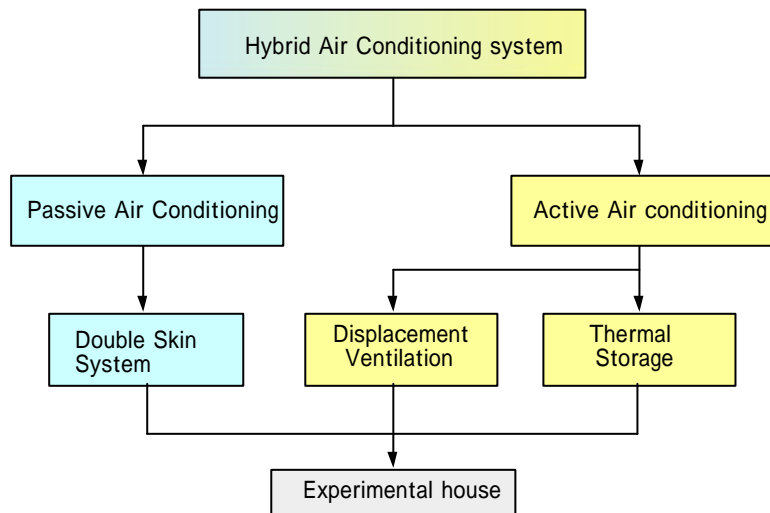 Hybrid Air Conditioning system
Passive Air Conditioning
Active Air conditioning
Double Skin
System
Displacement
Ventilation
Thermal
Storage
Experimental house